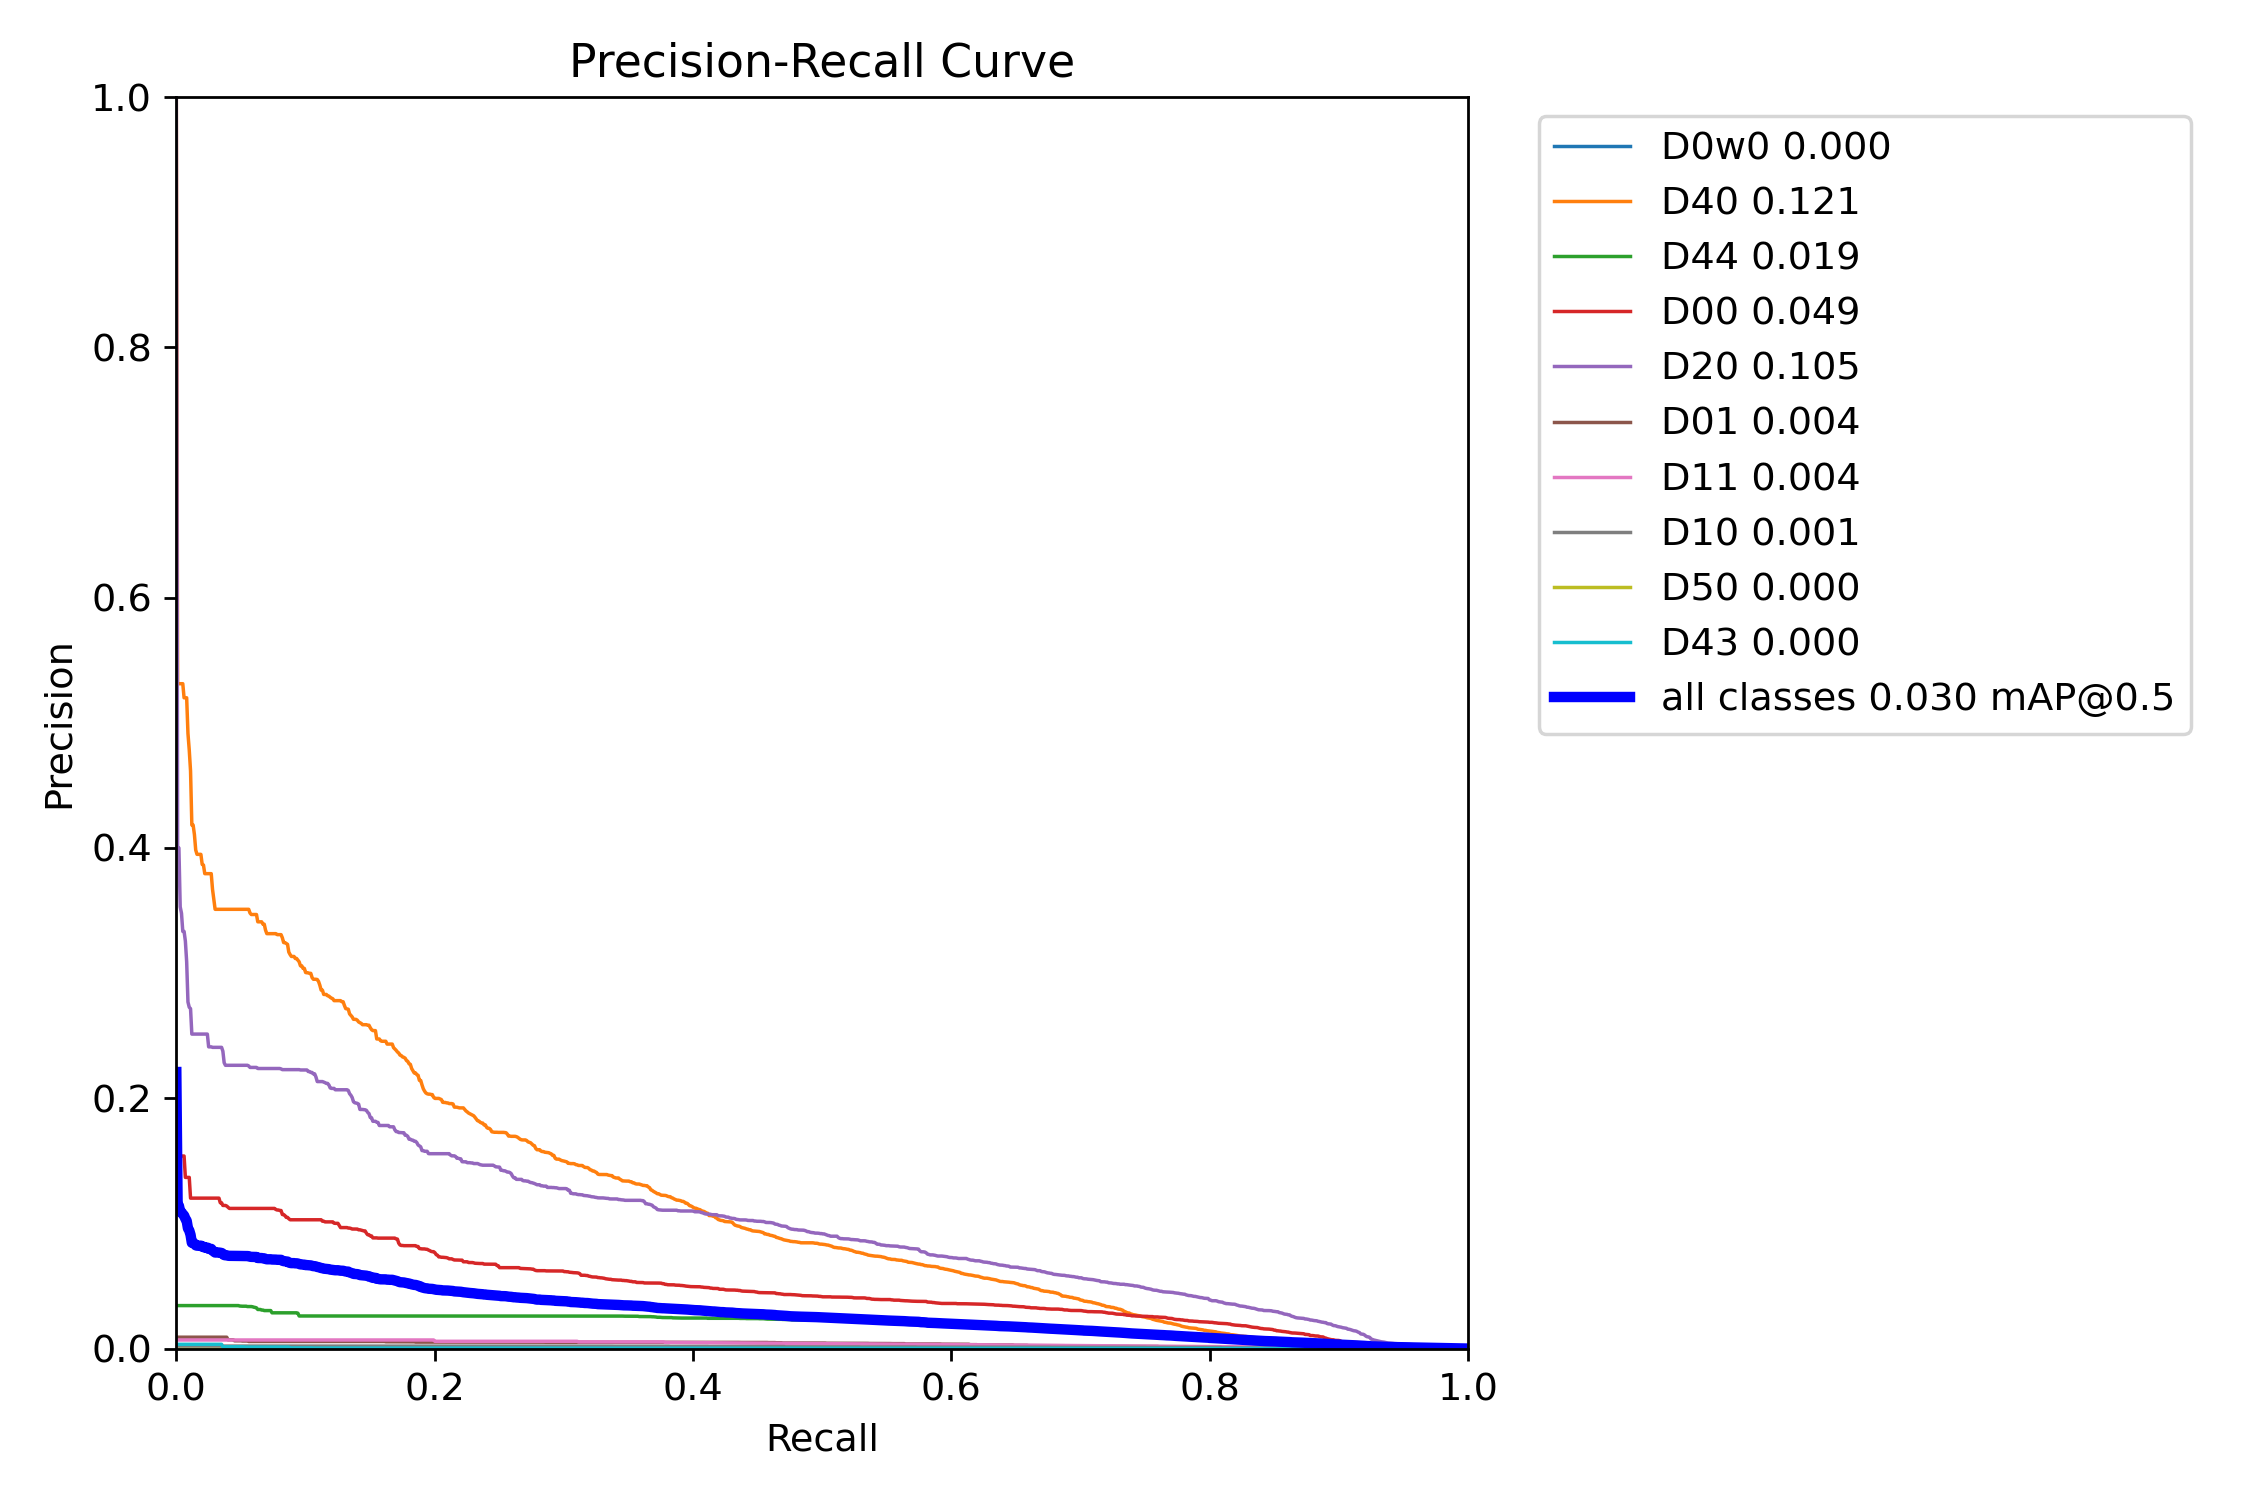 Precision-Recall Curve
1.0
0.8
0.6
0.4
0.2
0.0
Precision
0.0 0.2 0.4 0.6 0.8 1.0
Recall
D0w0 0.000
D40 0.121
D44 0.019
D00 0.049
D20 0.105
D01 0.004
D11 0.004
D10 0.001
D50 0.000
D43 0.000
all classes 0.030 mAP@0.5